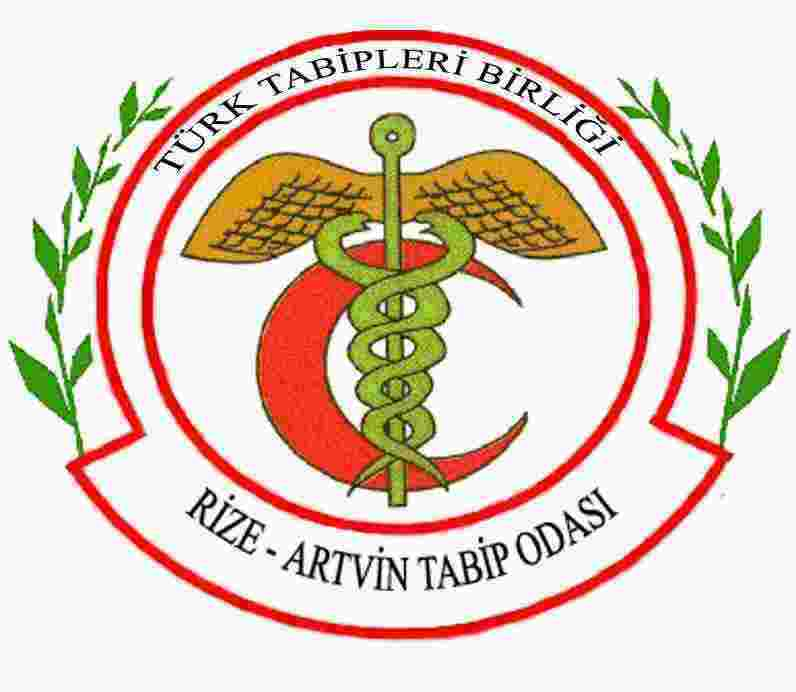 TÜRK TABİPLERİ BİRLİĞİ
RİZE - ARTVİN TABİP ODASI